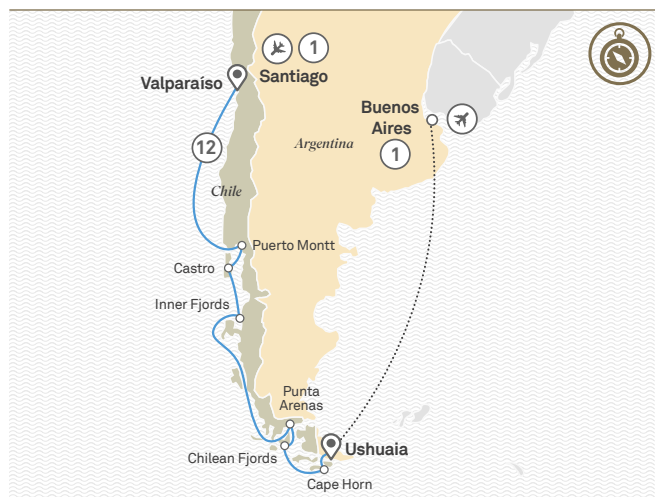 1
Valparaíso
Santiago
Buenos
Aires
1
Argentina
12
Chile
Puerto Montt
Castro
Inner Fjords
Punta
Arenas
Chilean Fjords
Ushuaia
Cape Horn